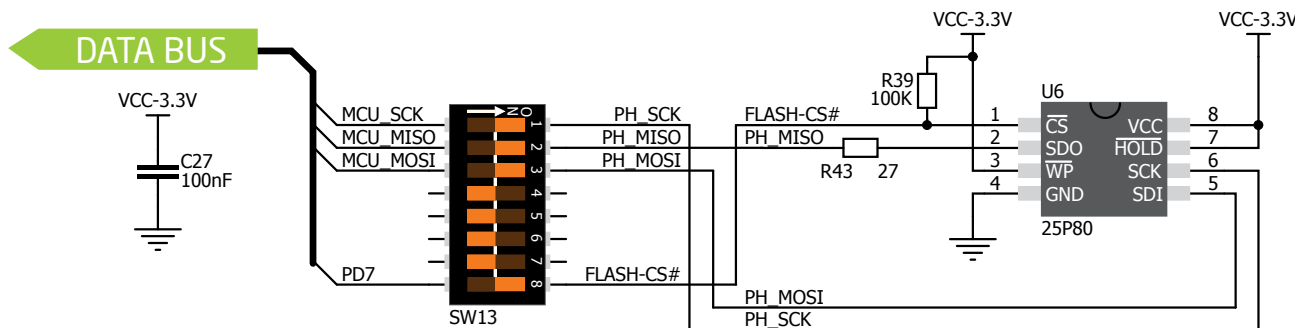 VCC-3.3V
VCC-3.3V
DATA BUS
VCC-3.3V
R39
100K
U6
MCU_SCK
MCU_MISO
MCU_MOSI
C27
100nF
ON
1
2
3
4
5
6
7
8
PH_SCK
PH_MISO
PH_MOSI
FLASH-CS#
PH_MISO
R43 27
1
2
3
4
CS
SDO
WP
GND
VCC
HOLD
SCK
SDI
8
7
6
5
25P80
PD7
FLASH-CS#
SW13
PH_MOSI
PH_SCK